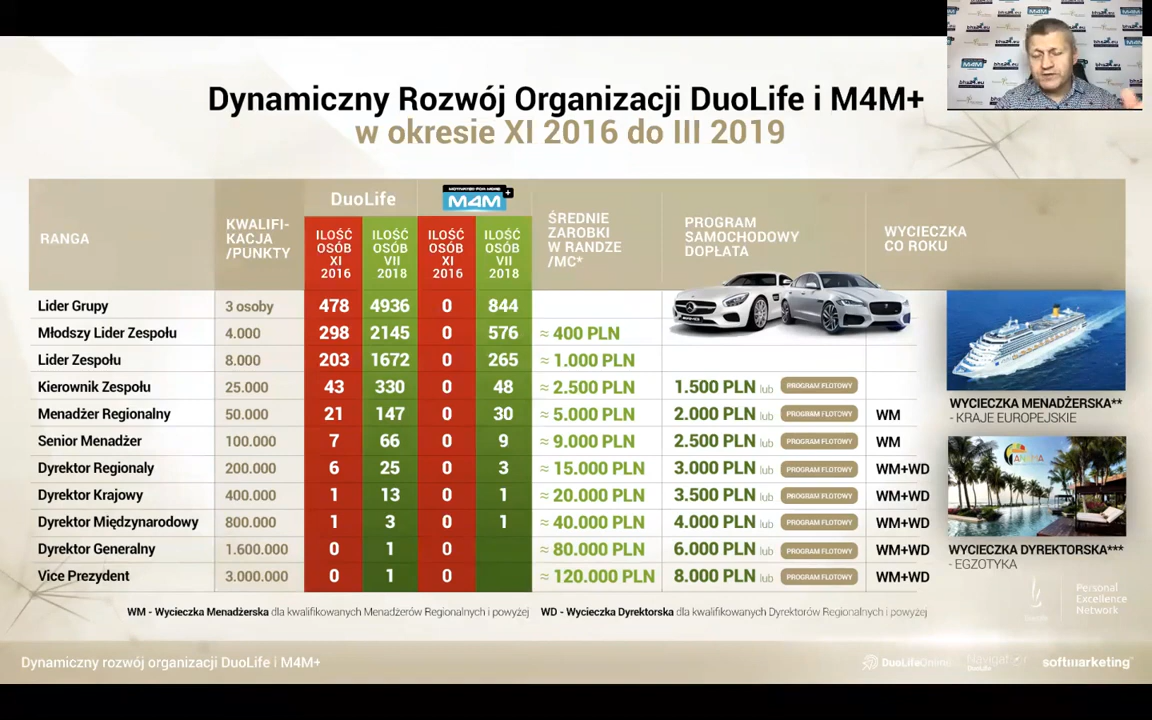 M4M+
bhs24.eu
Dynamiczny Rozwój Organizacji DuoLife i M4M+
w okresie XI 2016 do III 2019
RANGA
KWALIFI-
KACJA
/PUNKTY
DuoLife
MOTIVATED FOR MORE
M4M+
ILOŚĆ
OSÓB
XI
2016
ILOŚĆ
OSÓB
VII
2018
ILOŚĆ
OSÓB
XI
2016
ILOŚĆ
OSÓB
VII
2018
ŚREDNIE
ZAROBKI
W RANDZE
/MC*
PROGRAM
SAMOCHODOWY
DOPŁATA
WYCIECZKA
CO ROKU
Lider Grupy 3 osoby 478 4936 0 844
Młodszy Lider Zespołu 4.000 298 2145 0 576 ≈ 400 PLN
Lider Zespołu 8.000 203 1672 0 265 ≈ 1.000 PLN
Kierownik Zespołu 25.000 43 330 0 48 ≈ 2.500 PLN 1.500 PLN lub PROGRAM FLOTOWY
Menadżer Regionalny 50.000 21 147 0 30 ≈ 5.000 PLN 2.000 PLN lub PROGRAM FLOTOWY WM
Senior Menadżer 100.000 7 66 0 9 ≈ 9.000 PLN 2.500 PLN lub PROGRAM FLOTOWY WM
Dyrektor Regionaly 200.000 6 25 0 3 ≈ 15.000 PLN 3.000 PLN lub PROGRAM FLOTOWY WM+WD
Dyrektor Krajowy 400.000 1 13 0 1 ≈ 20.000 PLN 3.500 PLN lub PROGRAM FLOTOWY WM+WD
Dyrektor Międzynarodowy 800.000 1 3 0 1 ≈ 40.000 PLN 4.000 PLN lub PROGRAM FLOTOWY WM+WD
Dyrektor Generalny 1.600.000 0 1 ≈ 80.000 PLN 6.000 PLN lub PROGRAM FLOTOWY WM+WD
Vice Prezydent 3.000.000 0 1 0 ≈ 120.000 PLN 8.000 PLN lub PROGRAM FLOTOWY WM+WD
WYCIECZKA MENADŻERSKA**
- KRAJE EUROPEJSKIE
WYCIECZKA DYREKTORSKA***
- EGZOTYKA
WM - Wycieczka Menadżerska dla kwalifikowanych Menadżerów Regionalnych i powyżej WD - Wycieczka Dyrektorska dla kwalifikowanych Dyrektorów Regionalnych i powyżej
Personal
Excellence
Network
Dynamiczny rozwój organizacji DuoLife i M4M+
DuoLifeOnline
Navigator
DuoLife
softmarketing